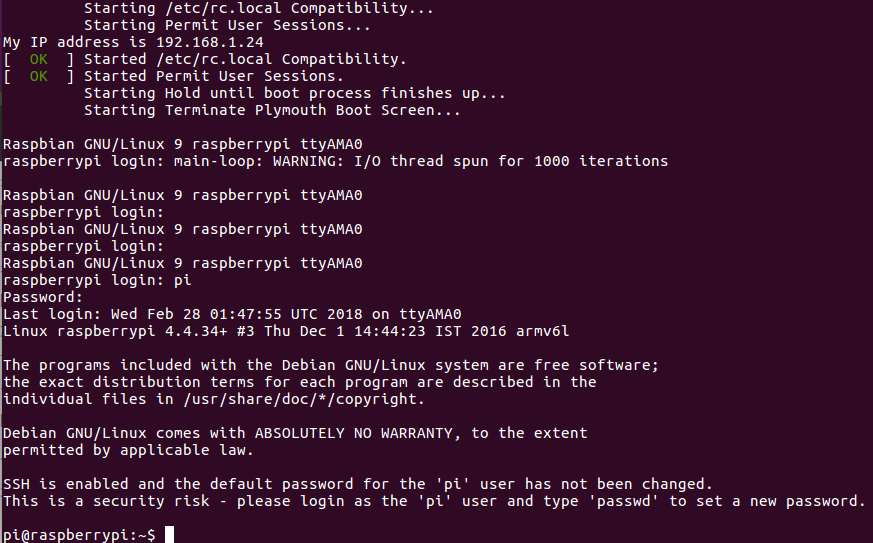 Starting /etc/rc.local Compatibility...
Starting Permit User Sessions...
My IP address is 192.168.1.24
[  OK  ] Started /etc/rc.local Compatibility.
[  OK  ] Started Permit User Sessions.
Starting Hold until boot process finishes up...
Starting Terminate Plymouth Boot Screen...
Raspbian GNU/Linux 9 raspberrypi ttyAMA0
raspberrypi login: main-loop: WARNING: I/O thread spun for 1000 iterations
Raspbian GNU/Linux 9 raspberrypi ttyAMA0
raspberrypi login:
Raspbian GNU/Linux 9 raspberrypi ttyAMA0
raspberrypi login:
Raspbian GNU/Linux 9 raspberrypi ttyAMA0
raspberrypi login: pi
Password:
Last login: Wed Feb 28 01:47:55 UTC 2018 on ttyAMA0
Linux raspberrypi 4.4.34+ #3 Thu Dec 1 14:44:23 IST 2016 armv6l
The programs included with the Debian GNU/Linux system are free software;
the exact distribution terms for each program are described in the
individual files in /usr/share/doc/*/copyright.
Debian GNU/Linux comes with ABSOLUTELY NO WARRANTY, to the extent
permitted by applicable law.
SSH is enabled and the default password for the 'pi' user has not been changed.
This is a security risk - please login as the 'pi' user and type 'passwd' to set a new password.
pi@raspberrypi:~$